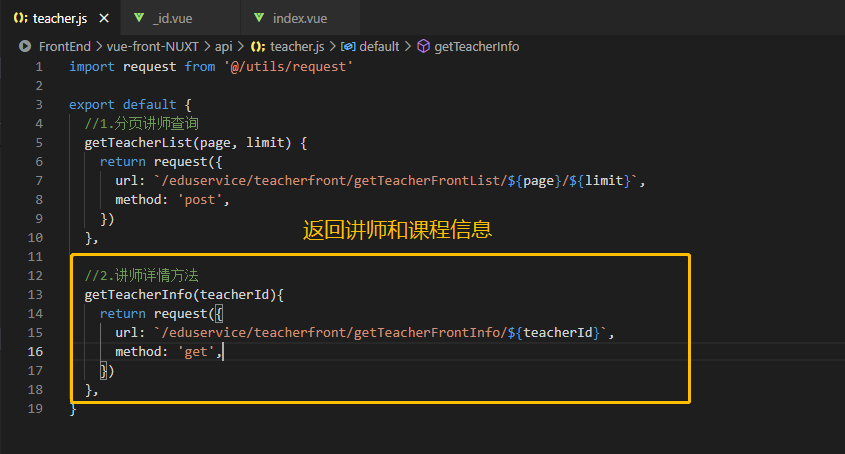 teacher.js × _id.vue index.vue
FrontEnd > vue-front-NUXT > api > teacher.js > default > getTeacherInfo
1 import request from '@/utils/request'
2
3 export default {
4 //1.分页讲师查询
5 getTeacherList(page, limit) {
6 return request({
7 url: `/eduservice/teacherfront/getTeacherFrontList/${page}/${limit}`,
8 method: 'post',
9 })
返回讲师和课程信息
10 },
11
12 //2.讲师详情方法
13 getTeacherInfo(teacherId){
14 return request({
15 url: `/eduservice/teacherfront/getTeacherFrontInfo/${teacherId}`,
16 method: 'get',
17 })
18 },
19 }